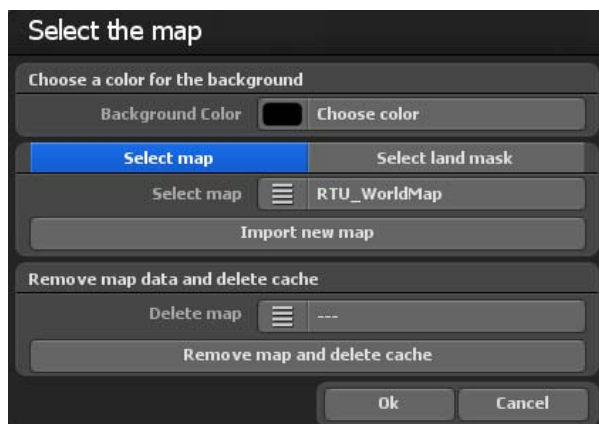 Select the map
Choose a color for the background
Background Color Choose color
Select map Select land mask
Select map RTU_WorldMap
Import new map
Remove map data and delete cache
Delete map ---
Remove map and delete cache
Ok Cancel